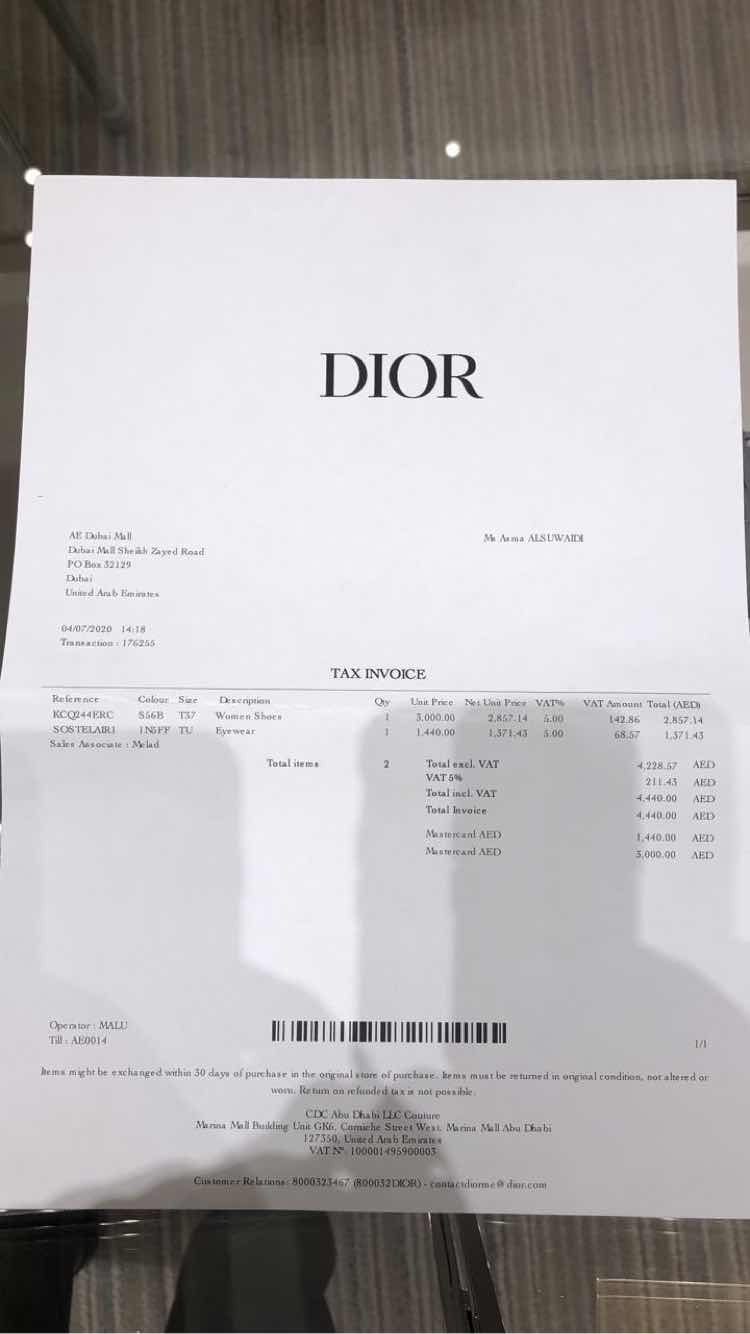 DIOR
AE Dubai Mall
Dubai Mall Sheikh Zayed Road
PO Box 32129
Dubai
United Arab Emirates
Ms Asma ALSUWAIDI
04/07/2020 14:18
Transaction : 176255
TAX INVOICE
Reference Colour Size Description Qty Unit Price Net Unit Price VAT% VAT Amount Total (AED)
KCQ244ERC S56B T37 Women Shoes 1 3,000.00 2,857.14 5.00 142.86 2,857.14
SOSTELAIR1 1N5FF TU Eyewear 1 1,440.00 1,371.43 5.00 68.57 1,371.43
Sales Associate : Melad
Total items 2 Total excl. VAT 4,228.57 AED
VAT 5% 211.43 AED
Total incl. VAT 4,440.00 AED
Total Invoice 4,440.00 AED
Mastercard AED 1,440.00 AED
Mastercard AED 3,000.00 AED
Operator : MALU
Till : AE0014
1/1
Items might be exchanged within 30 days of purchase in the original store of purchase. Items must be returned in original condition, not altered or
worn. Return on refunded tax is not possible.
CDC Abu Dhabi LLC Couture
Marina Mall Building Unit GK6, Corniche Street West. Marina Mall Abu Dhabi
127350, United Arab Emirates
VAT N°. 100001495900003
Customer Relations: 8000323467 (800032DIOR) - contactdiorme@dior.com